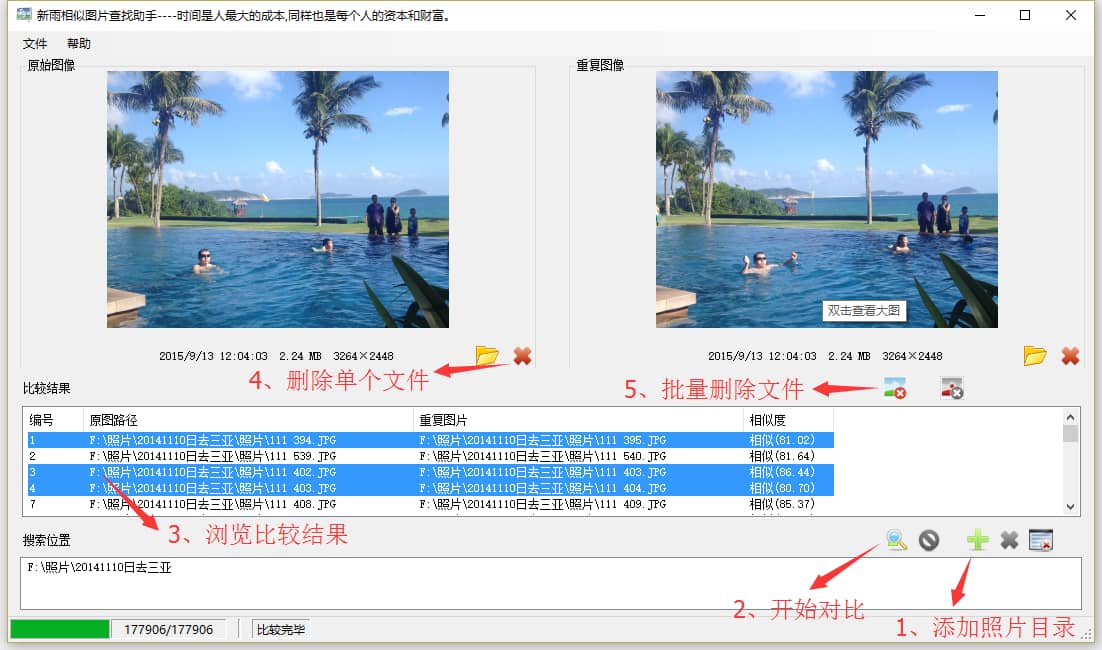 新雨相似图片查找助手----时间是人最大的成本,同样也是每个人的资本和财富。
文件 帮助
原始图像 重复图像
双击查看大图
2015/9/13 12:04:03 2.24 MB 3264×2448 2015/9/13 12:04:03 2.24 MB 3264×2448
4、删除单个文件
比较结果 5、批量删除文件
编号 原图路径 重复图片 相似度
1 F:\照片\20141110日去三亚\照片\111 394.JPG F:\照片\20141110日去三亚\照片\111 395.JPG 相似(81.02)
2 F:\照片\20141110日去三亚\照片\111 539.JPG F:\照片\20141110日去三亚\照片\111 540.JPG 相似(81.64)
3 F:\照片\20141110日去三亚\照片\111 402.JPG F:\照片\20141110日去三亚\照片\111 403.JPG 相似(86.44)
4 F:\照片\20141110日去三亚\照片\111 403.JPG F:\照片\20141110日去三亚\照片\111 404.JPG 相似(80.70)
7 F:\照片\20141110日去三亚\照片\111 408.JPG F:\照片\20141110日去三亚\照片\111 409.JPG 相似(85.37)
3、浏览比较结果
搜索位置
F:\照片\20141110日去三亚
2、开始对比
1、添加照片目录
177906/177906 比较完毕